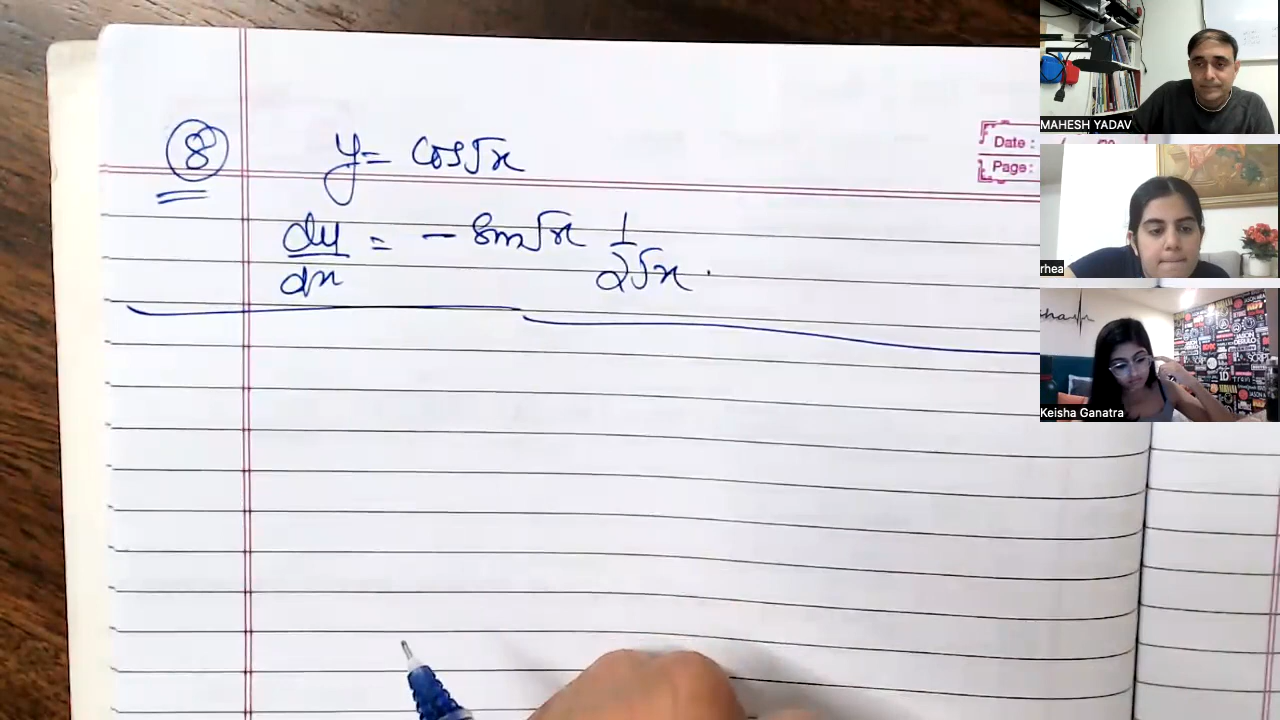 ⑧ y = cos√x
dy/dx = - sin√x 1/2√x .
Date :
Page:
MAHESH YADAV
rhea
Keisha Ganatra